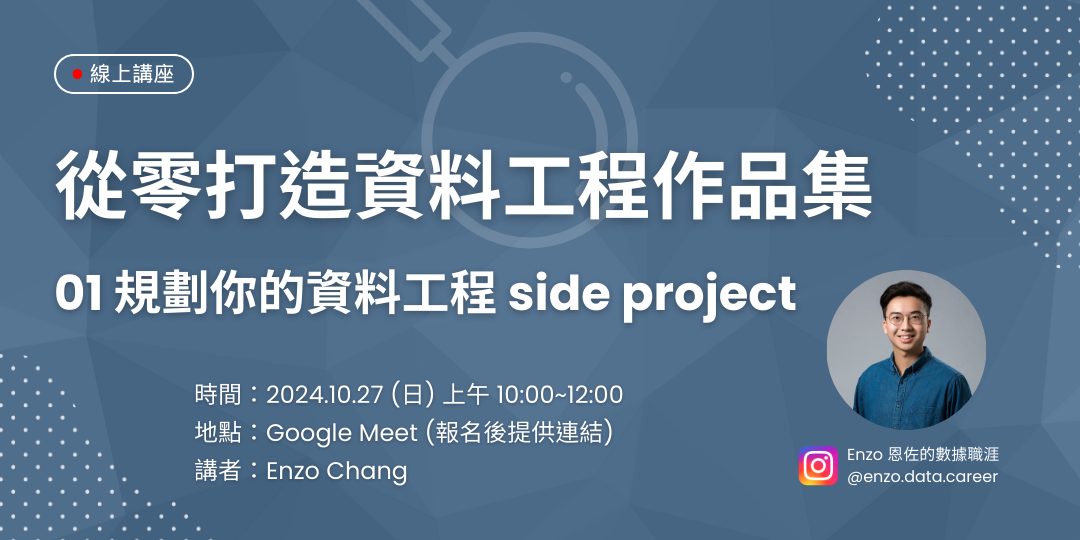 線上講座
從零打造資料工程作品集
01 規劃你的資料工程 side project
時間：2024.10.27 (日) 上午 10:00~12:00
地點：Google Meet (報名後提供連結)
講者：Enzo Chang
Enzo 恩佐的數據職涯
@enzo.data.career